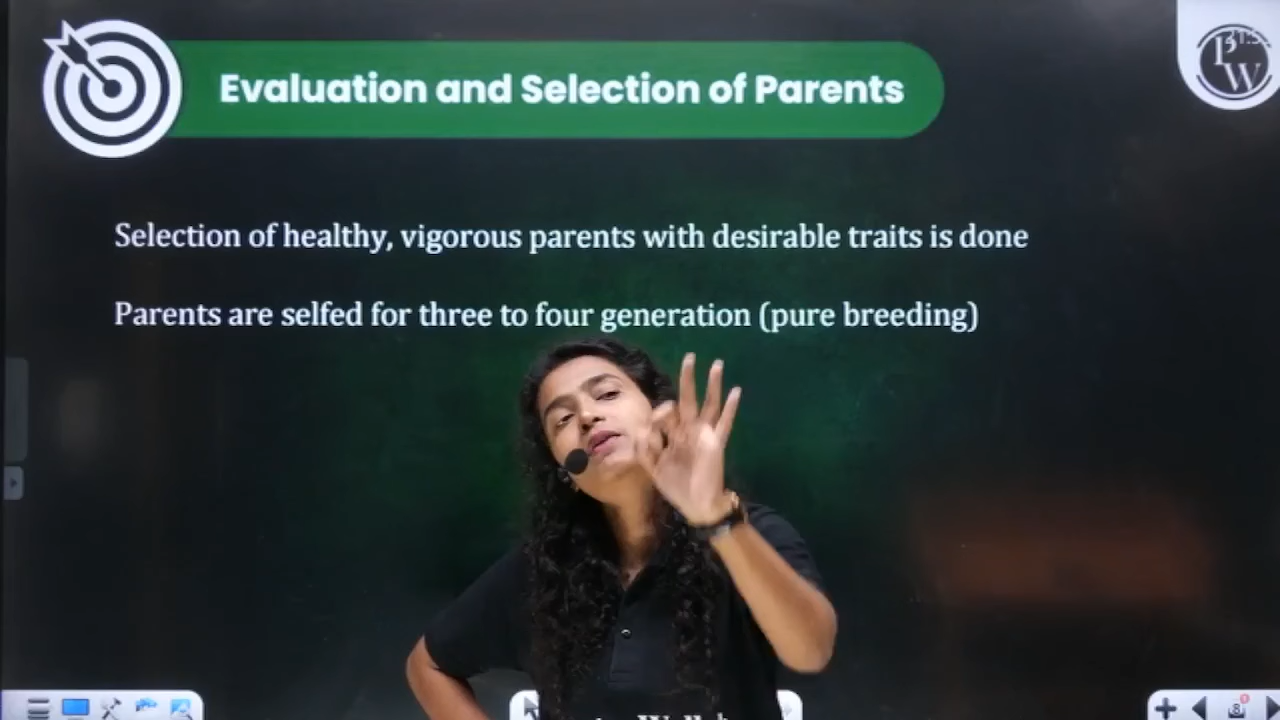 Evaluation and Selection of Parents
PW
Selection of healthy, vigorous parents with desirable traits is done
Parents are selfed for three to four generation (pure breeding)